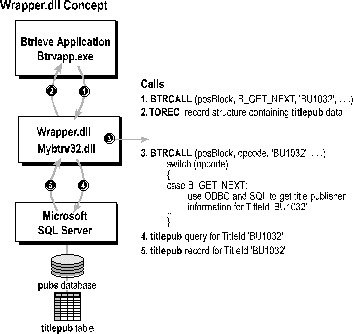 Wrapper.dll Concept
Btrieve Application
Btrvapp.exe
2
1
Wrapper.dll
Mybtrv32.dll
3
5
4
Microsoft
SQL Server
pubs database
titlepub table
Calls
1. BTRCALL (posBlock, B_GET_NEXT, 'BU1032', ...)
2. TOREC record structure containing titlepub data
3. BTRCALL (posBlock, opcode, 'BU1032' ...)
switch (opcode)
{
case B_GET_NEXT:
use ODBC and SQL to get title publisher
information for TitleId 'BU1032'
}
4. titlepub query for TitleId 'BU1032'
5. titlepub record for TitleId 'BU1032'